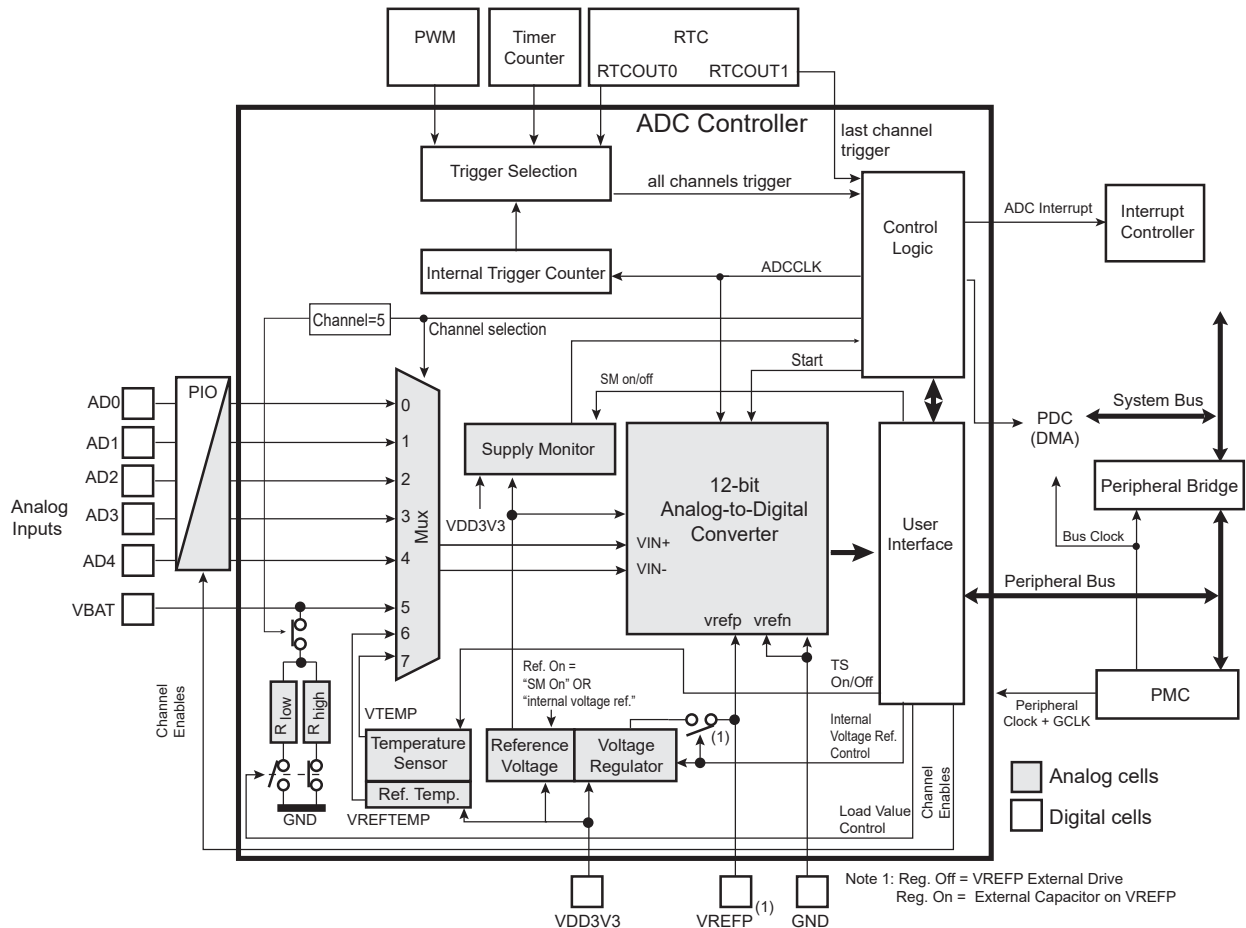 PWM
Timer
Counter
RTC
RTCOUT0
RTCOUT1
ADC Controller
last channel
trigger
Trigger Selection
all channels trigger
Control
Logic
ADC Interrupt
Interrupt
Controller
Internal Trigger Counter
ADCCLK
Channel=5
Channel selection
Start
SM on/off
PIO
AD0
AD1
AD2
AD3
AD4
VBAT
Analog
Inputs
0
1
2
3
4
5
6
7
Mux
Supply Monitor
VDD3V3
12-bit
Analog-to-Digital
Converter
VIN+
VIN-
vrefp
vrefn
User
Interface
PDC
(DMA)
System Bus
Peripheral Bridge
Bus Clock
Peripheral Bus
PMC
Peripheral
Clock + GCLK
Channel
Enables
R low
R high
GND
VTEMP
Temperature
Sensor
Ref. Temp.
VREFTEMP
Ref. On =
“SM On” OR
“internal voltage ref.”
Reference
Voltage
Voltage
Regulator
(1)
TS
On/Off
Internal
Voltage Ref.
Control
Load Value
Control
Channel
Enables
Analog cells
Digital cells
VDD3V3
VREFP
(1)
GND
Note 1: Reg. Off = VREFP External Drive
Reg. On = External Capacitor on VREFP